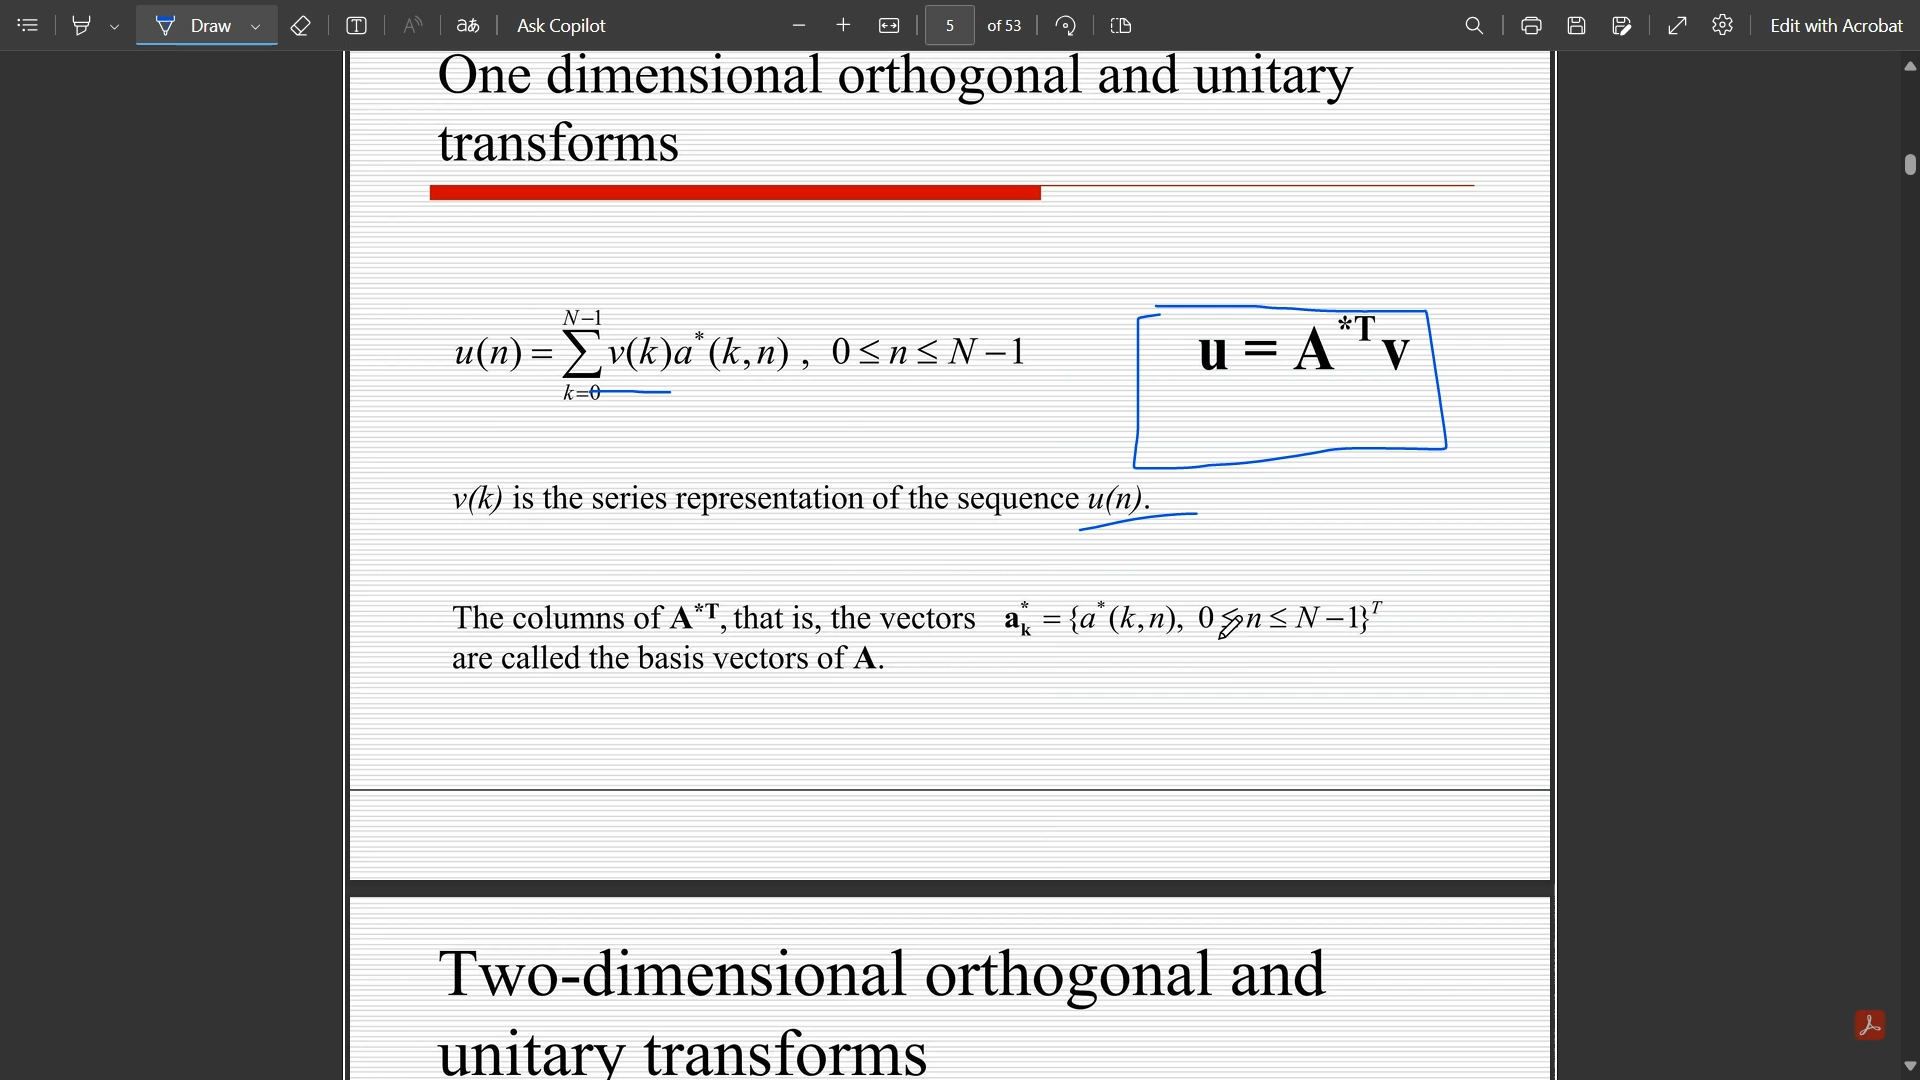 Draw
Ask Copilot
5 of 53
Edit with Acrobat
One dimensional orthogonal and unitary
transforms
u(n) = \sum_{k=0}^{N-1} v(k)a^{*}(k,n) , 0 ≤ n ≤ N − 1
u = A^{*T} v
v(k) is the series representation of the sequence u(n).
The columns of A^{*T}, that is, the vectors a_k^* = {a^*(k,n), 0 ≤ n ≤ N − 1}^T
are called the basis vectors of A.
Two-dimensional orthogonal and
unitary transforms